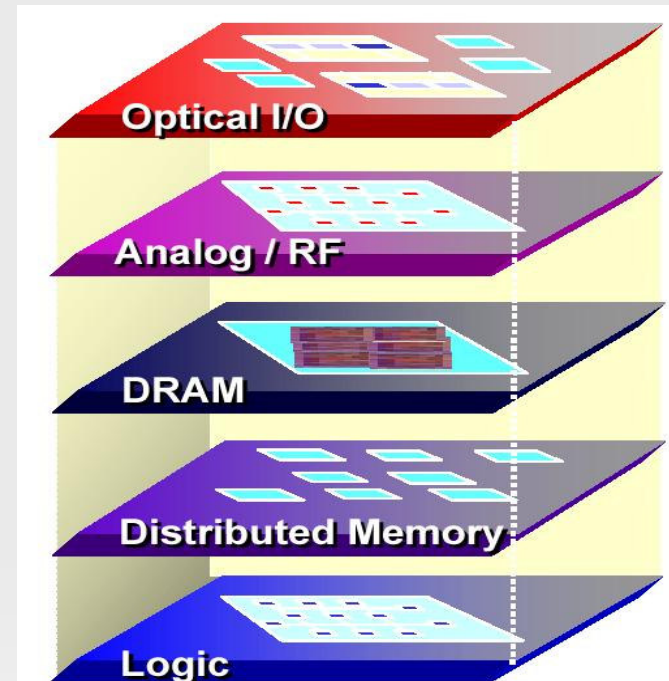 Optical I/O
Analog / RF
DRAM
Distributed Memory
Logic